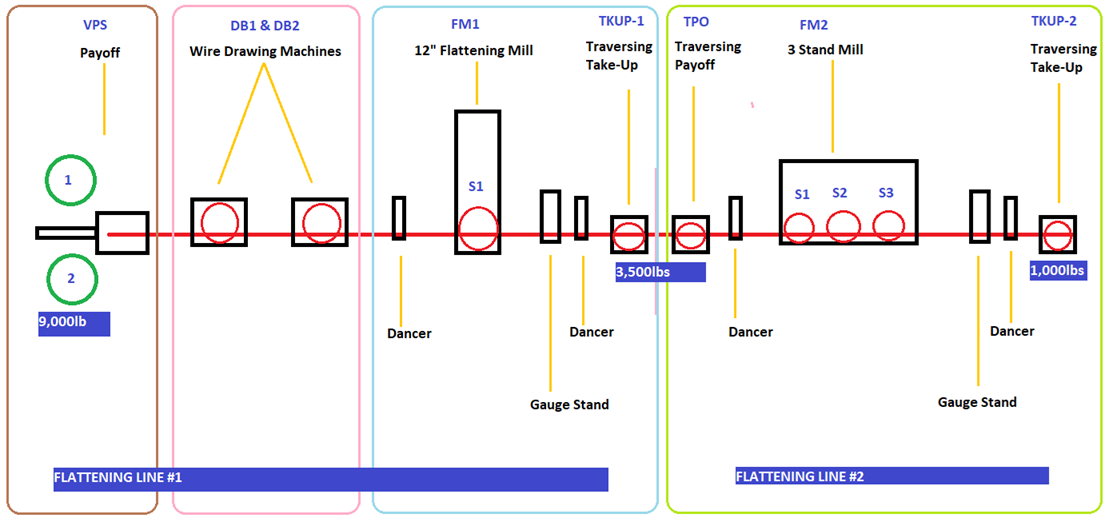 VPS
Payoff
1
2
9,000lb
DB1 & DB2
Wire Drawing Machines
FM1
12" Flattening Mill
S1
Dancer
Gauge Stand
Dancer
TKUP-1
Traversing
Take-Up
3,500lbs
TPO
Traversing
Payoff
Dancer
FM2
3 Stand Mill
S1
S2
S3
Gauge Stand
Dancer
TKUP-2
Traversing
Take-Up
1,000lbs
FLATTENING LINE #1
FLATTENING LINE #2